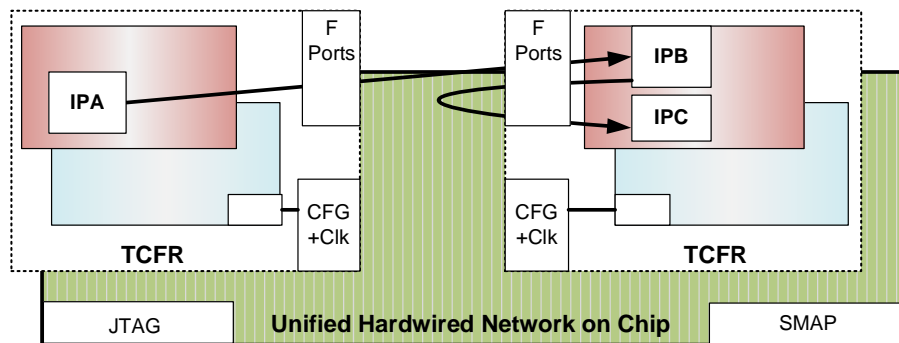 F
Ports
IPA
CFG
+Clk
TCFR
F
Ports
IPB
IPC
CFG
+Clk
TCFR
JTAG
Unified Hardwired Network on Chip
SMAP